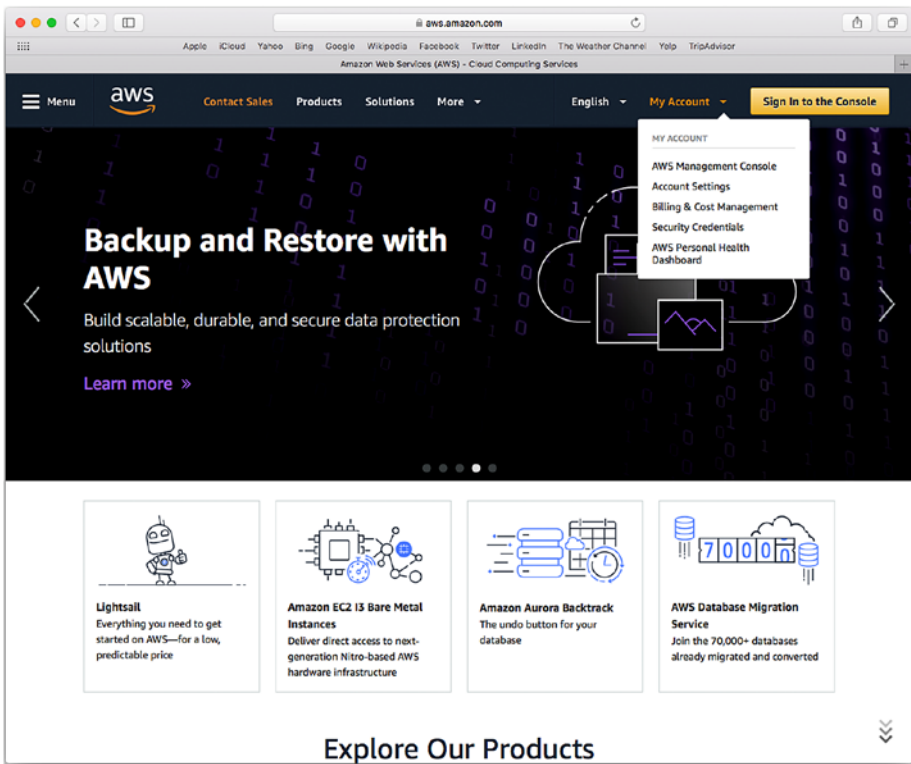 aws.amazon.com
Apple iCloud Yahoo Bing Google Wikipedia Facebook Twitter LinkedIn The Weather Channel Yelp TripAdvisor
Amazon Web Services (AWS) - Cloud Computing Services
Menu aws Contact Sales Products Solutions More English My Account Sign In to the Console
MY ACCOUNT
AWS Management Console
Account Settings
Billing & Cost Management
Security Credentials
AWS Personal Health
Dashboard
Backup and Restore with
AWS
Build scalable, durable, and secure data protection
solutions
Learn more »
Lightsail
Everything you need to get
started on AWS—for a low,
predictable price
Amazon EC2 I3 Bare Metal
Instances
Deliver direct access to next-
generation Nitro-based AWS
hardware infrastructure
Amazon Aurora Backtrack
The undo button for your
database
7000
AWS Database Migration
Service
Join the 70,000+ databases
already migrated and converted
Explore Our Products